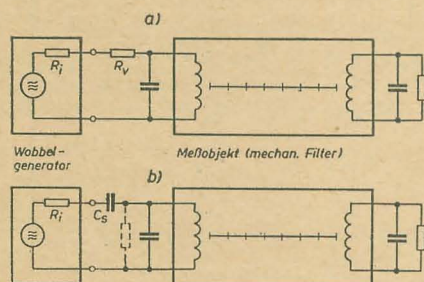 a)
Ri
Rv
Wobbel-
generator
Meßobjekt (mechan. Filter)
b)
Ri
Cs